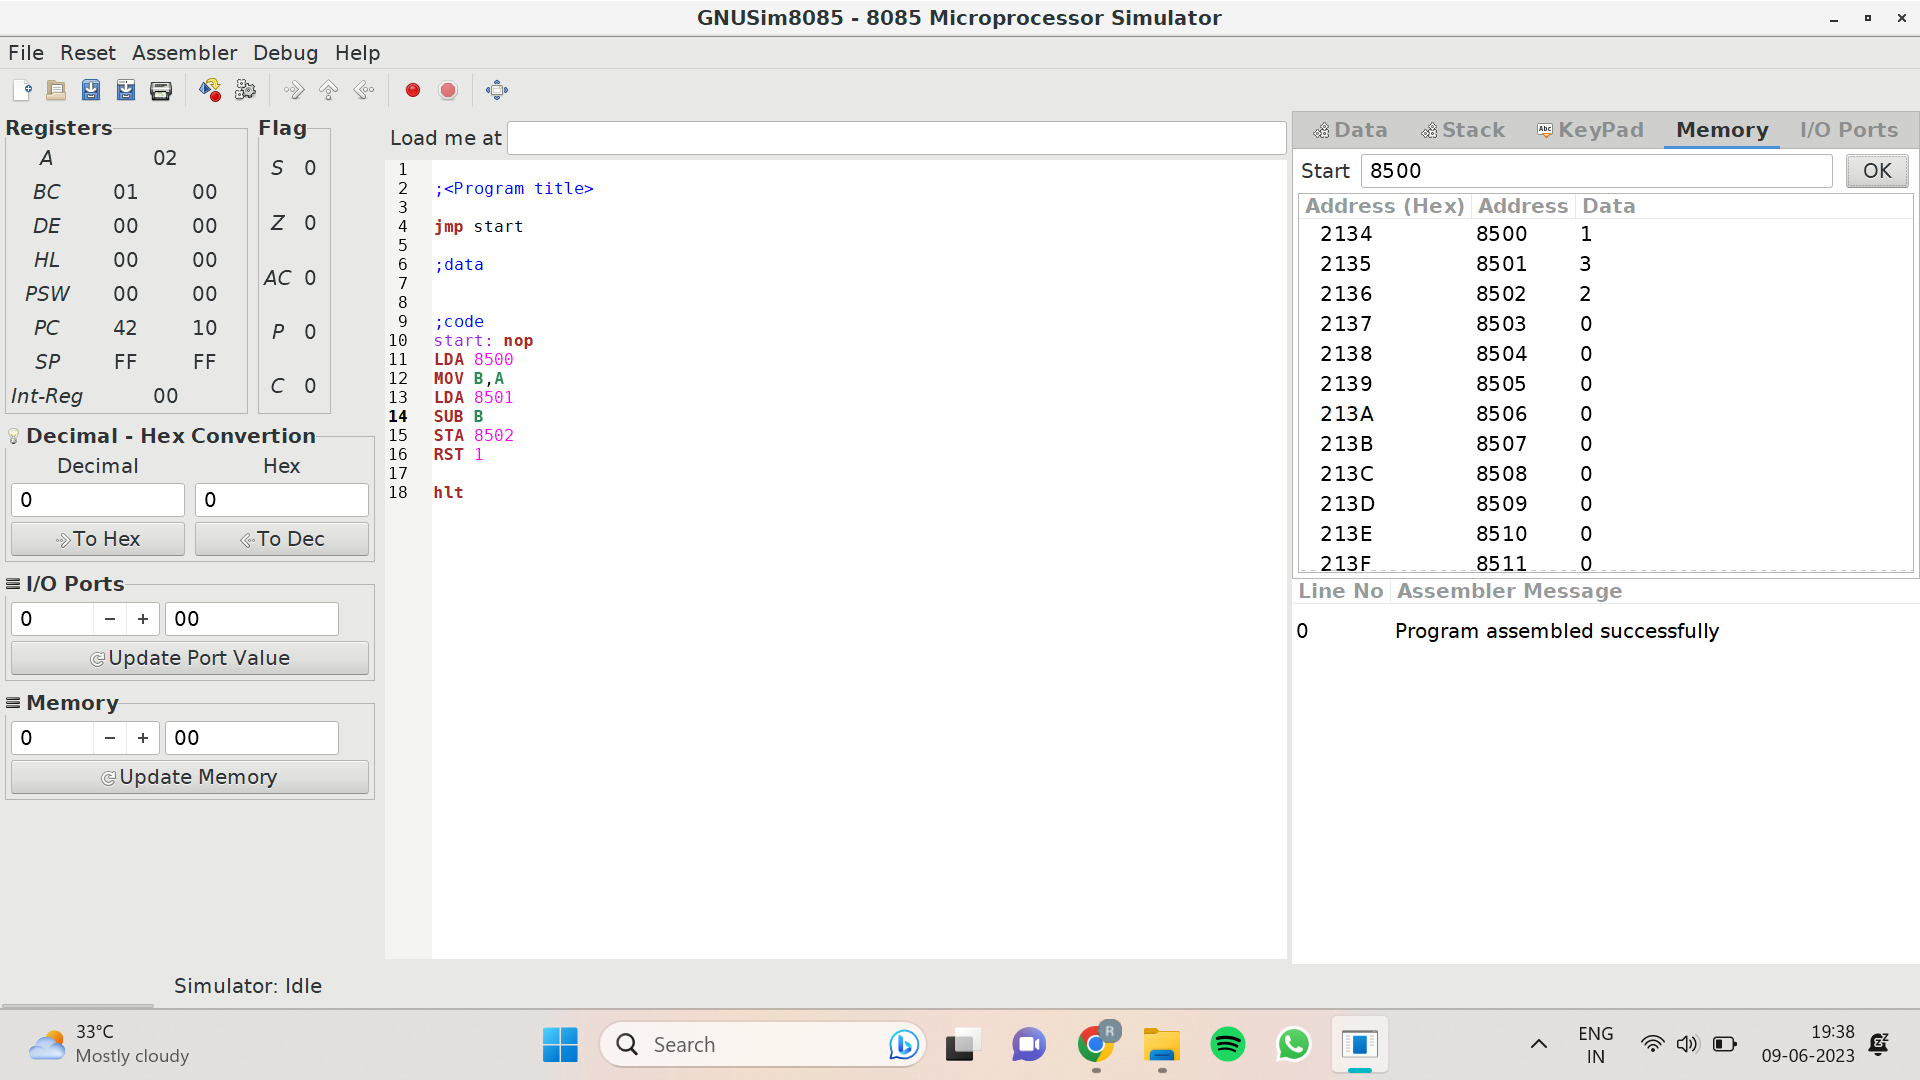 GNUSim8085 - 8085 Microprocessor Simulator
File Reset Assembler Debug Help
Registers
A 02
BC 01 00
DE 00 00
HL 00 00
PSW 00 00
PC 42 10
SP FF FF
Int-Reg 00
Flag
S 0
Z 0
AC 0
P 0
C 0
Decimal - Hex Convertion
Decimal Hex
0 0
To Hex To Dec
I/O Ports
0 − + 00
Update Port Value
Memory
0 − + 00
Update Memory
Load me at
1
2 ;<Program title>
3
4 jmp start
5
6 ;data
7
8
9 ;code
10 start: nop
11 LDA 8500
12 MOV B,A
13 LDA 8501
14 SUB B
15 STA 8502
16 RST 1
17
18 hlt
Data Stack Abc KeyPad Memory I/O Ports
Start 8500 OK
Address (Hex) Address Data
2134 8500 1
2135 8501 3
2136 8502 2
2137 8503 0
2138 8504 0
2139 8505 0
213A 8506 0
213B 8507 0
213C 8508 0
213D 8509 0
213E 8510 0
213F 8511 0
Line No Assembler Message
0 Program assembled successfully
Simulator: Idle
33°C
Mostly cloudy
Search
R
ENG
IN
19:38
09-06-2023